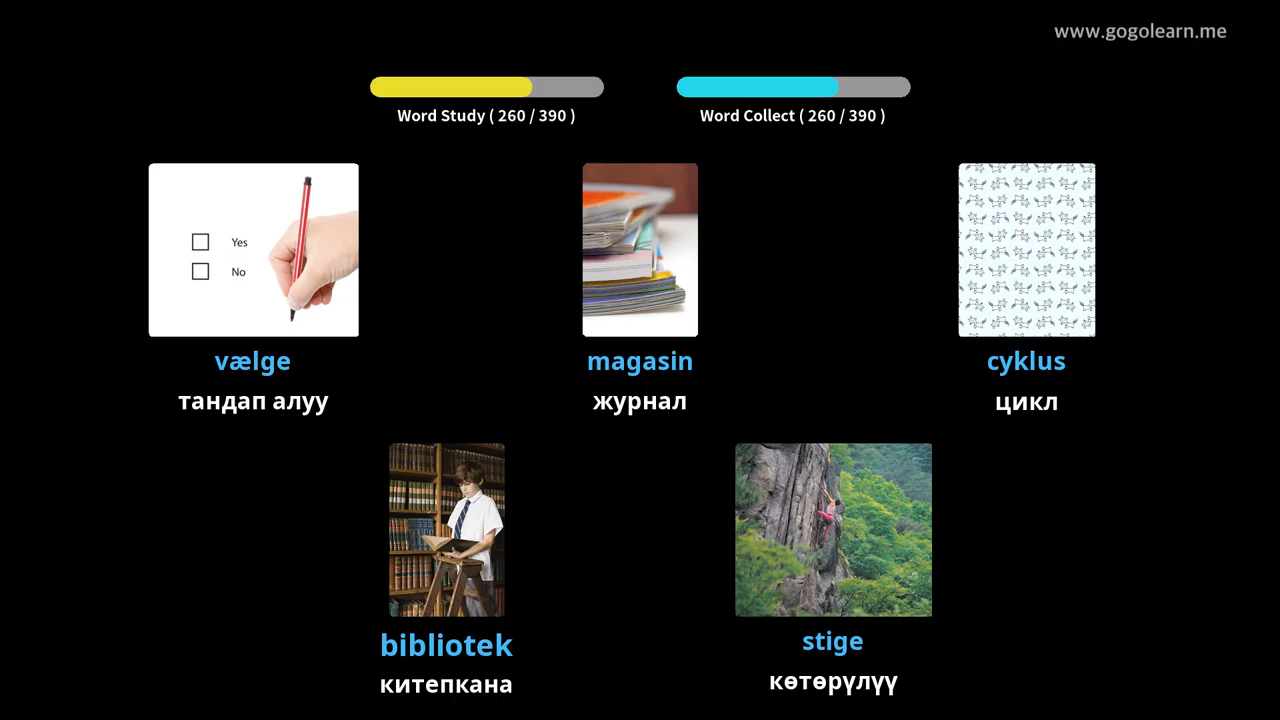 www.gogolearn.me
Word Study ( 260 / 390 )
Word Collect ( 260 / 390 )
Yes
No
vælge
magasin
cyklus
тандап алуу
журнал
цикл
bibliotek
stige
китепкана
көтөрүлүү